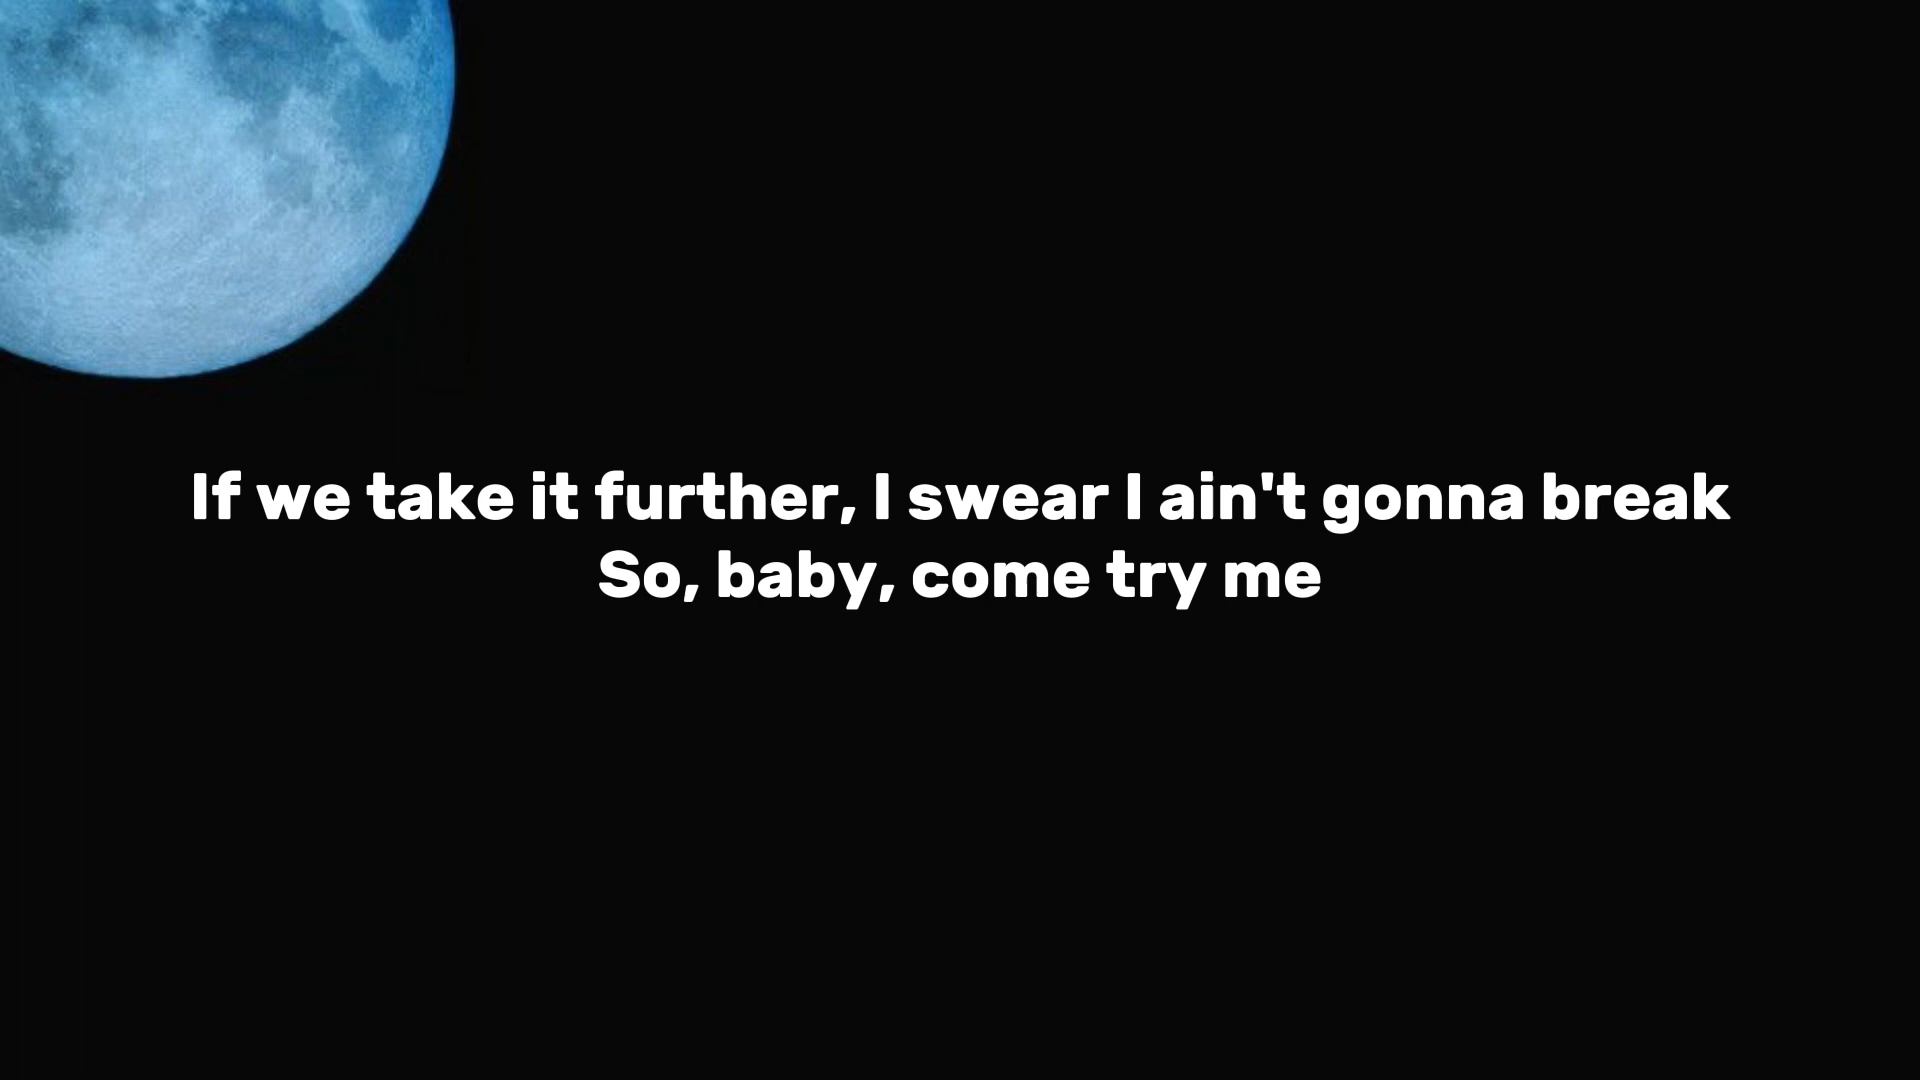 If we take it further, I swear I ain't gonna break
So, baby, come try me